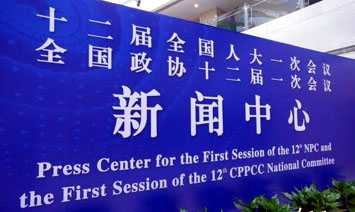 十二届全国人大一次会议
全国政协十二届一次会议
新闻中心
Press Center for the First Session of the 12th NPC and
the First Session of the 12th CPPCC National Committee